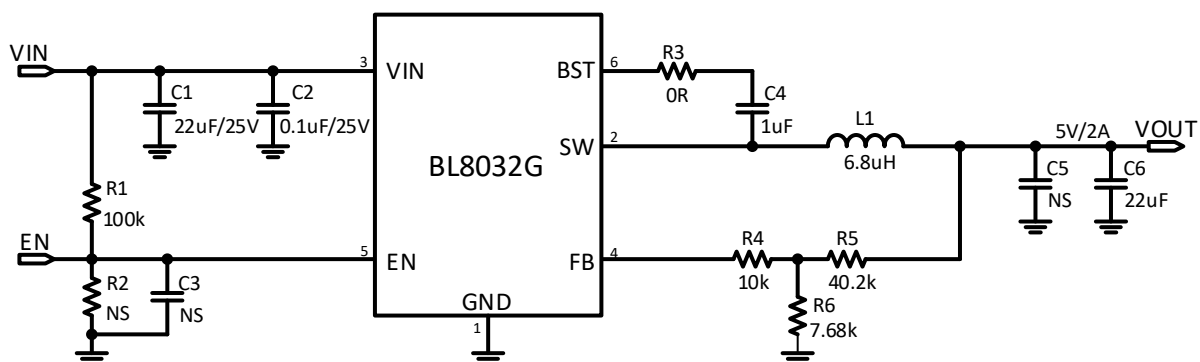 VIN
3
VIN
C1
22uF/25V
C2
0.1uF/25V
R1
100k
EN
5
EN
R2
NS
C3
NS
BL8032G
GND
1
BST
6
R3
0R
C4
1uF
SW
2
L1
6.8uH
5V/2A
VOUT
C5
NS
C6
22uF
FB
4
R4
10k
R5
40.2k
R6
7.68k